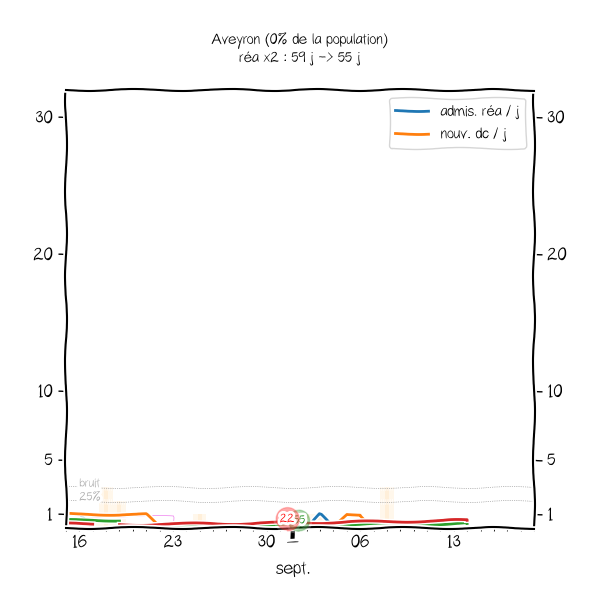 Aveyron (0% de la population)
réa x2 : 59 j -> 55 j
admis. réa / j
nouv. dc / j
30 30
20 20
10 10
5 5
bruit
25%
1 1
22
16 23 30 06 13
sept.